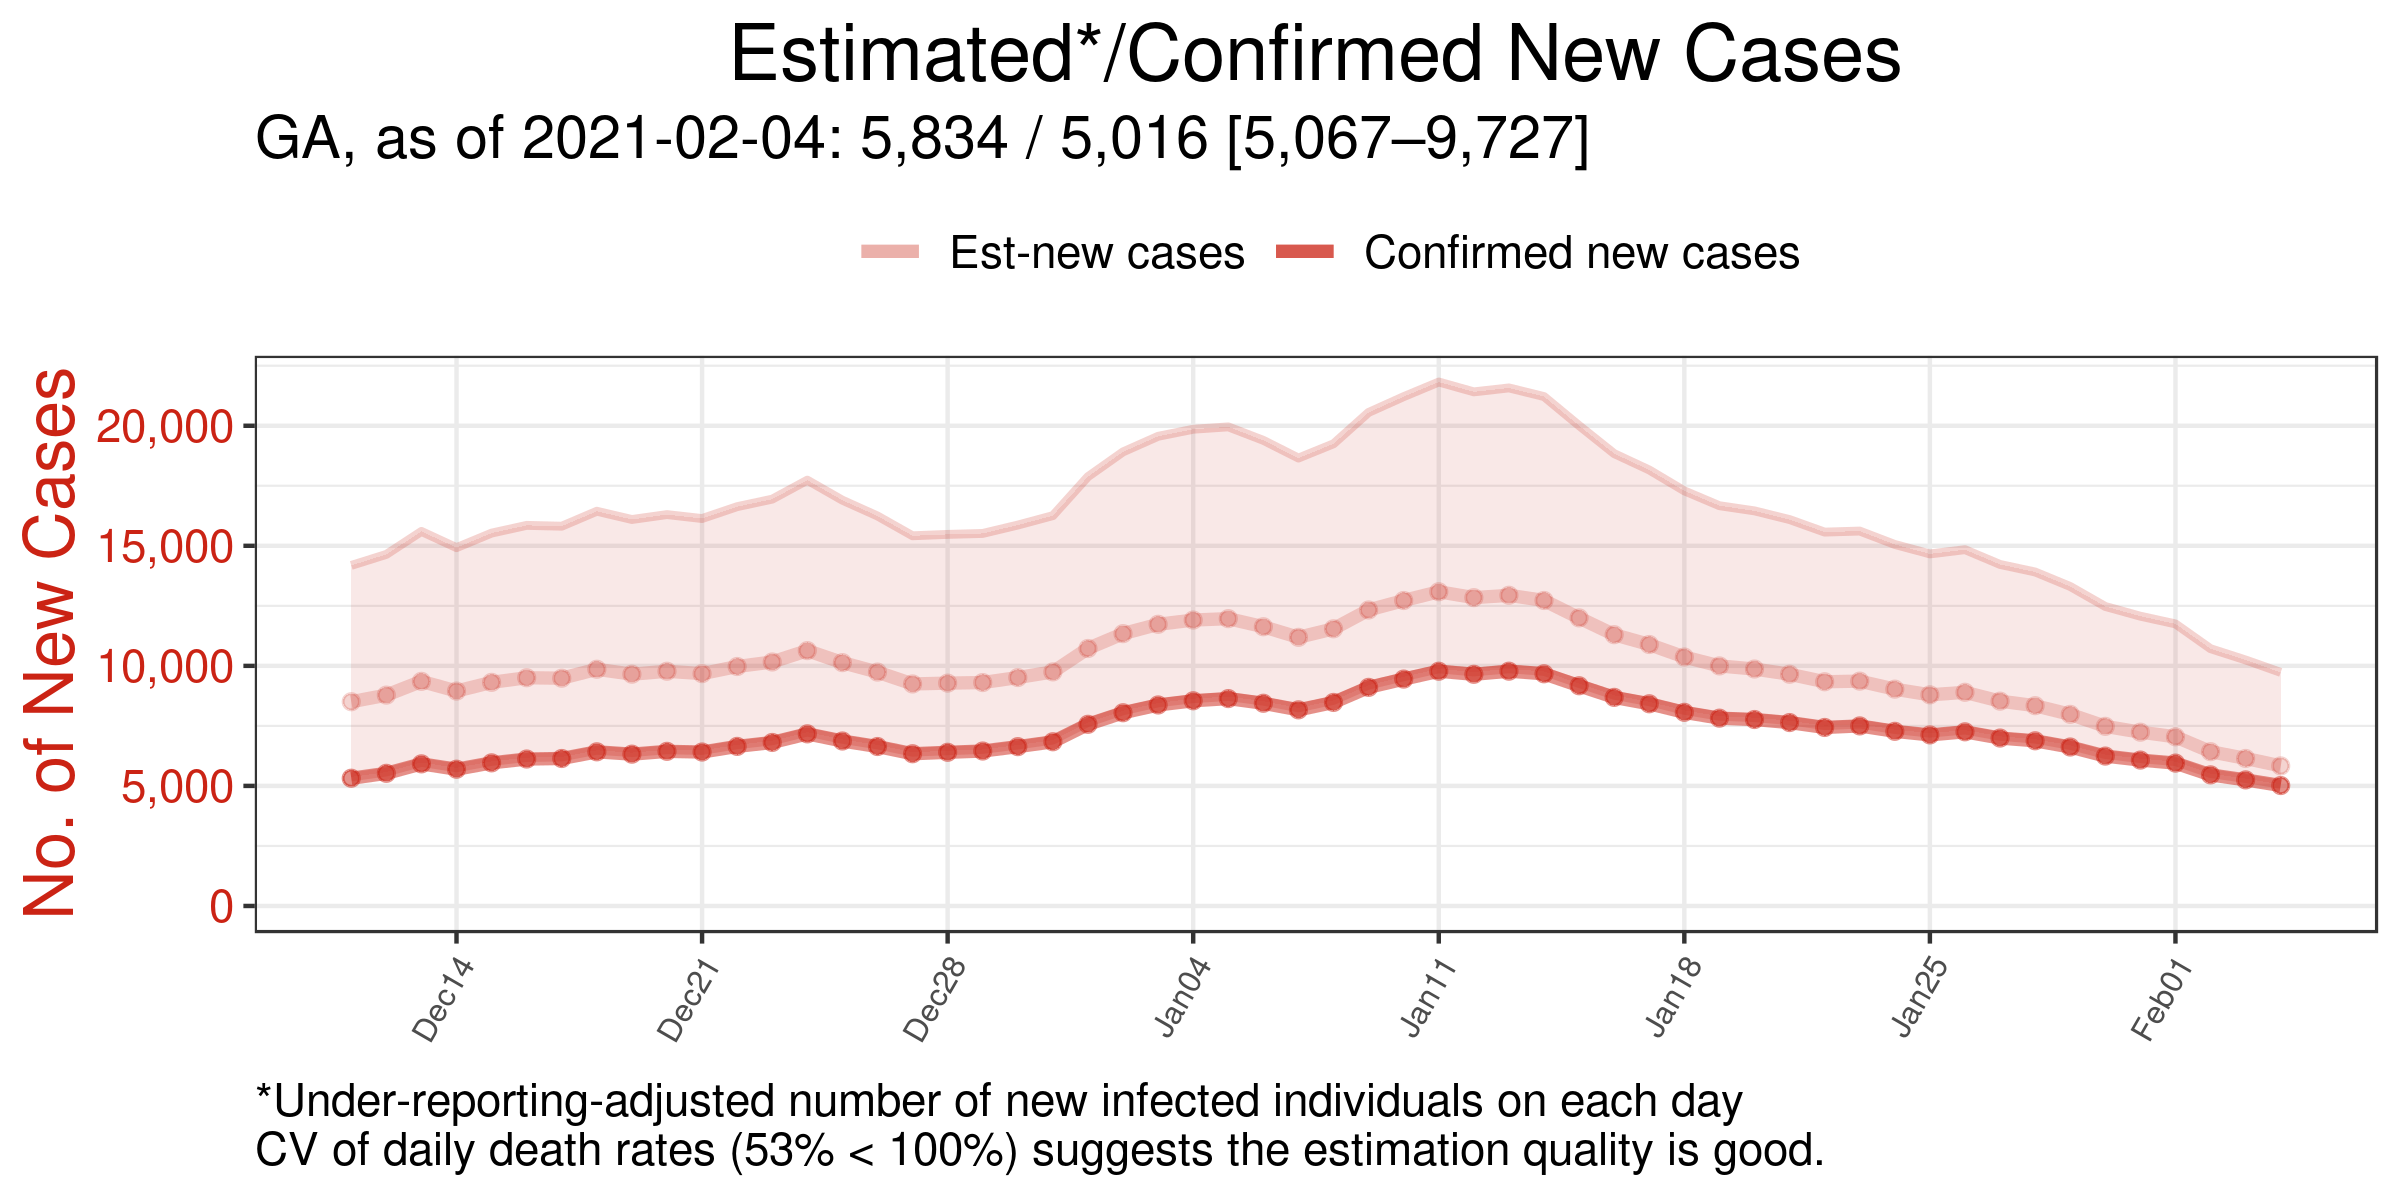 Estimated*/Confirmed New Cases
GA, as of 2021-02-04: 5,834 / 5,016 [5,067–9,727]
Est-new cases
Confirmed new cases
No. of New Cases
20,000
15,000
10,000
5,000
0
Dec14
Dec21
Dec28
Jan04
Jan11
Jan18
Jan25
Feb01
*Under-reporting-adjusted number of new infected individuals on each day
CV of daily death rates (53% < 100%) suggests the estimation quality is good.